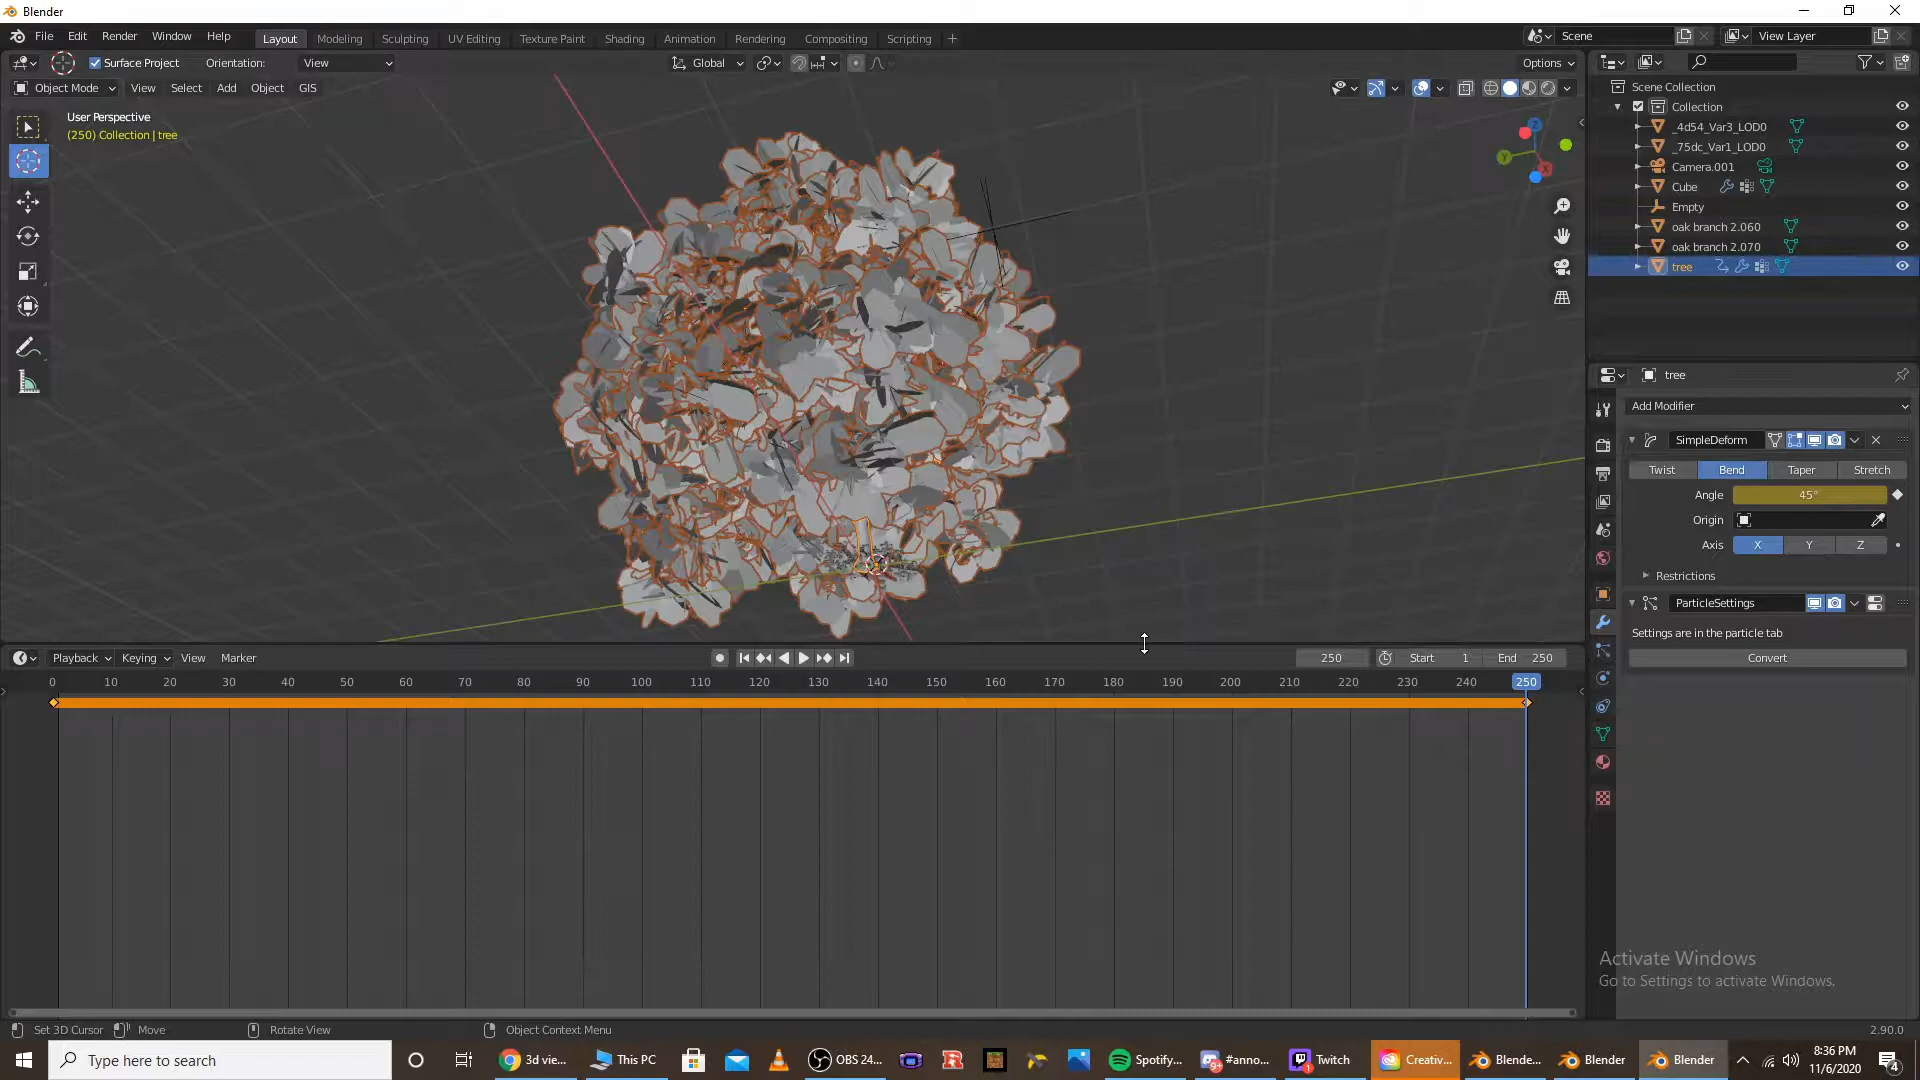 Blender
File Edit Render Window Help Layout Modeling Sculpting UV Editing Texture Paint Shading Animation Rendering Compositing Scripting + Scene View Layer
Surface Project Orientation: View Global Options
Object Mode View Select Add Object GIS
User Perspective
(250) Collection | tree
Scene Collection
Collection
_4d54_Var3_LOD0
_75dc_Var1_LOD0
Camera.001
Cube
Empty
oak branch 2.060
oak branch 2.070
tree
tree
Add Modifier
SimpleDeform
Twist Bend Taper Stretch
Angle 45°
Origin
Axis X Y Z
Restrictions
ParticleSettings
Settings are in the particle tab
Convert
Playback Keying View Marker 250 Start 1 End 250
0 10 20 30 40 50 60 70 80 90 100 110 120 130 140 150 160 170 180 190 200 210 220 230 240 250
Activate Windows
Go to Settings to activate Windows.
Set 3D Cursor Move Rotate View Object Context Menu 2.90.0
Type here to search 3d vie... This PC OBS 24... Spotify... #anno... Twitch Creativ... Blende... Blender Blender 8:36 PM
11/6/2020